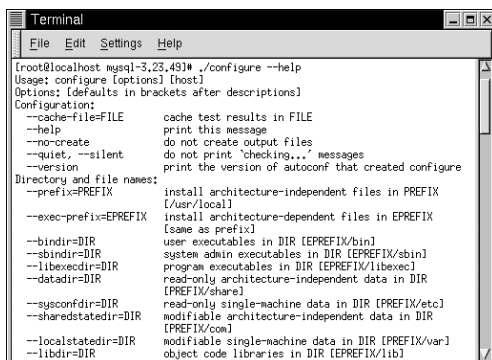 Terminal
File Edit Settings Help
[root@localhost mysql-3.23.49]# ./configure --help
Usage: configure [options] [host]
Options: [defaults in brackets after descriptions]
Configuration:
--cache-file=FILE cache test results in FILE
--help print this message
--no-create do not create output files
--quiet, --silent do not print `checking...' messages
--version print the version of autoconf that created configure
Directory and file names:
--prefix=PREFIX install architecture-independent files in PREFIX
[/usr/local]
--exec-prefix=EPREFIX install architecture-dependent files in EPREFIX
[same as prefix]
--bindir=DIR user executables in DIR [EPREFIX/bin]
--sbindir=DIR system admin executables in DIR [EPREFIX/sbin]
--libexecdir=DIR program executables in DIR [EPREFIX/libexec]
--datadir=DIR read-only architecture-independent data in DIR
[PREFIX/share]
--sysconfdir=DIR read-only single-machine data in DIR [PREFIX/etc]
--sharedstatedir=DIR modifiable architecture-independent data in DIR
[PREFIX/com]
--localstatedir=DIR modifiable single-machine data in DIR [PREFIX/var]
--libdir=DIR object code libraries in DIR [EPREFIX/lib]